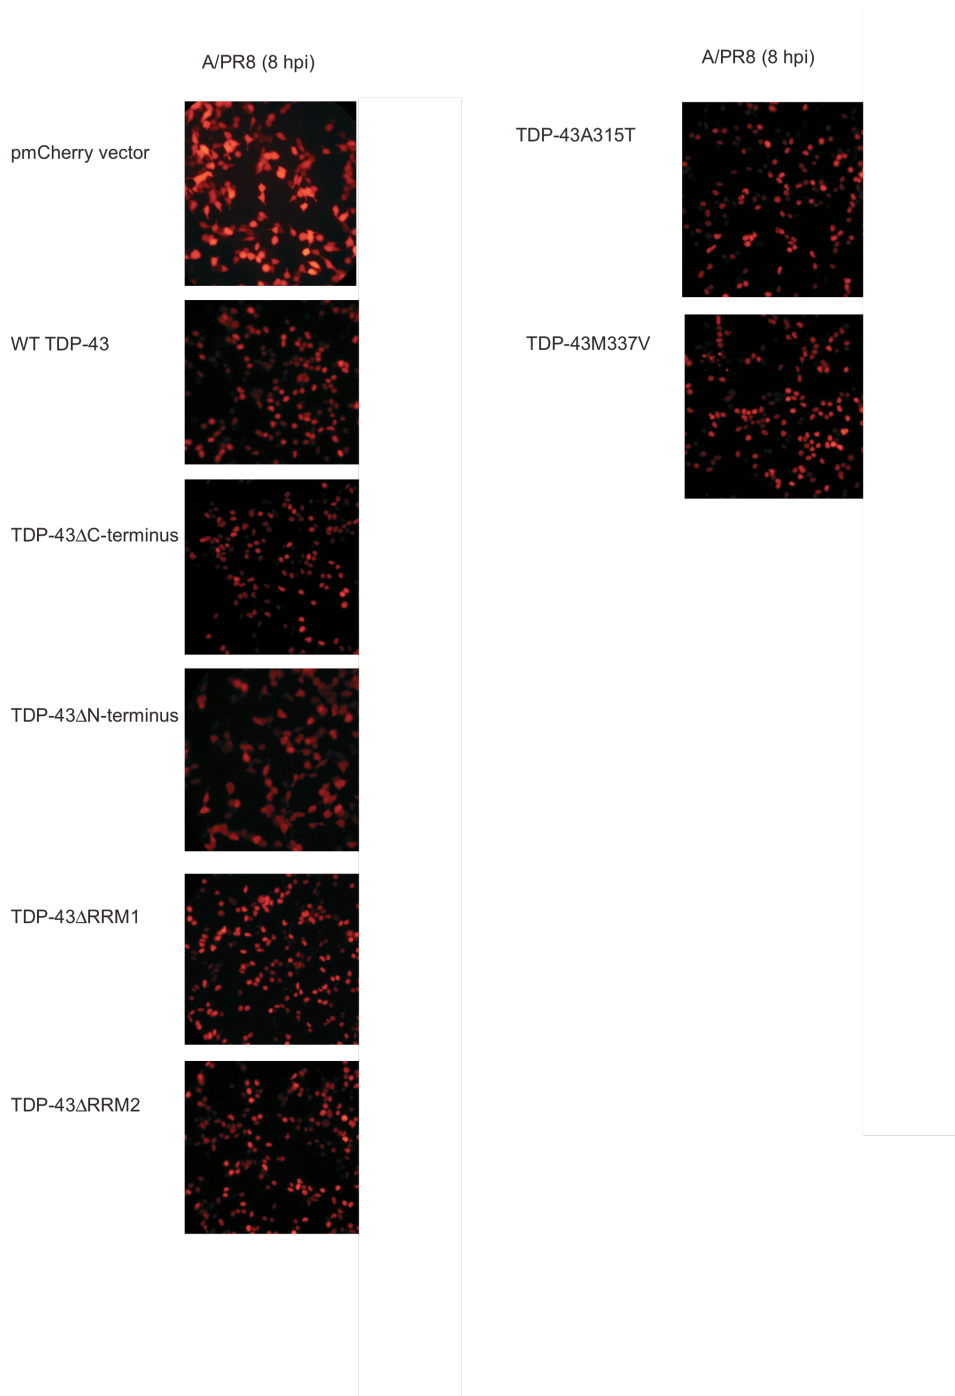 A/PR8 (8 hpi)
pmCherry vector
WT TDP-43
TDP-43ΔC-terminus
TDP-43ΔN-terminus
TDP-43ΔRRM1
TDP-43ΔRRM2
A/PR8 (8 hpi)
TDP-43A315T
TDP-43M337V